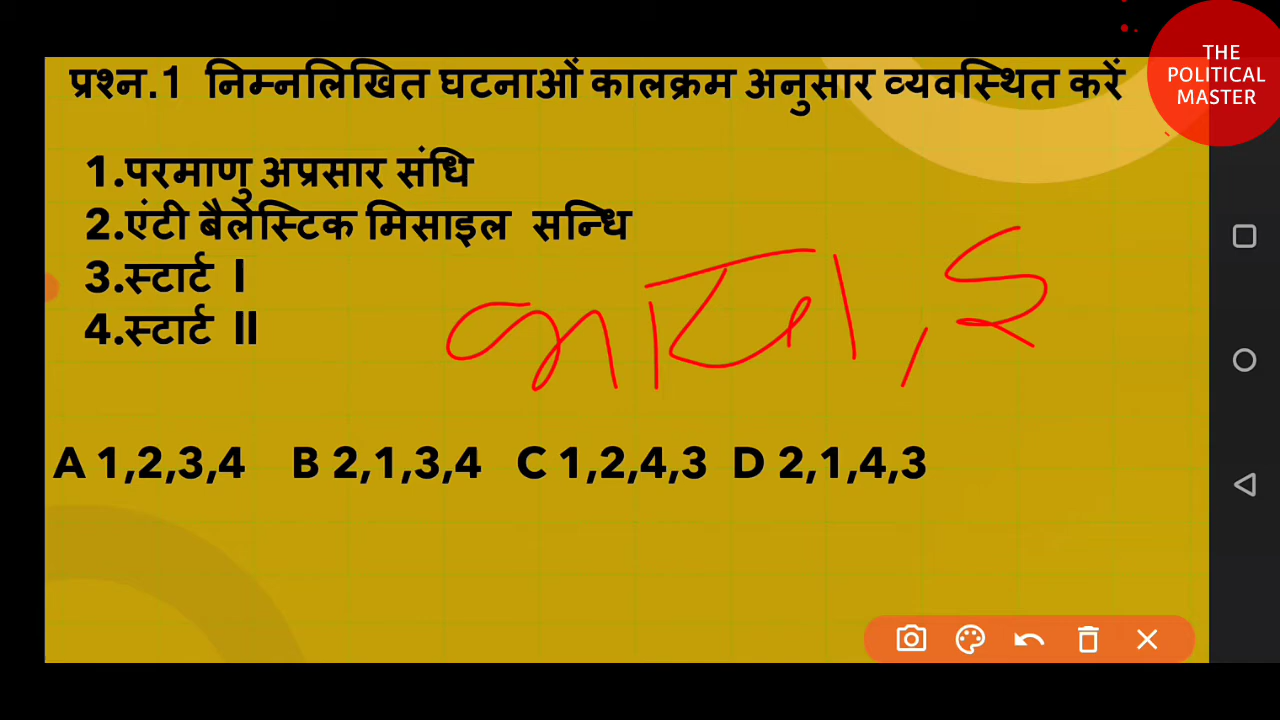 THE
POLITICAL
MASTER
प्रश्न.1 निम्नलिखित घटनाओं कालक्रम अनुसार व्यवस्थित करें
1.परमाणु अप्रसार संधि
2.एंटी बैलेस्टिक मिसाइल सन्धि
3.स्टार्ट I
4.स्टार्ट II
A 1,2,3,4 B 2,1,3,4 C 1,2,4,3 D 2,1,4,3